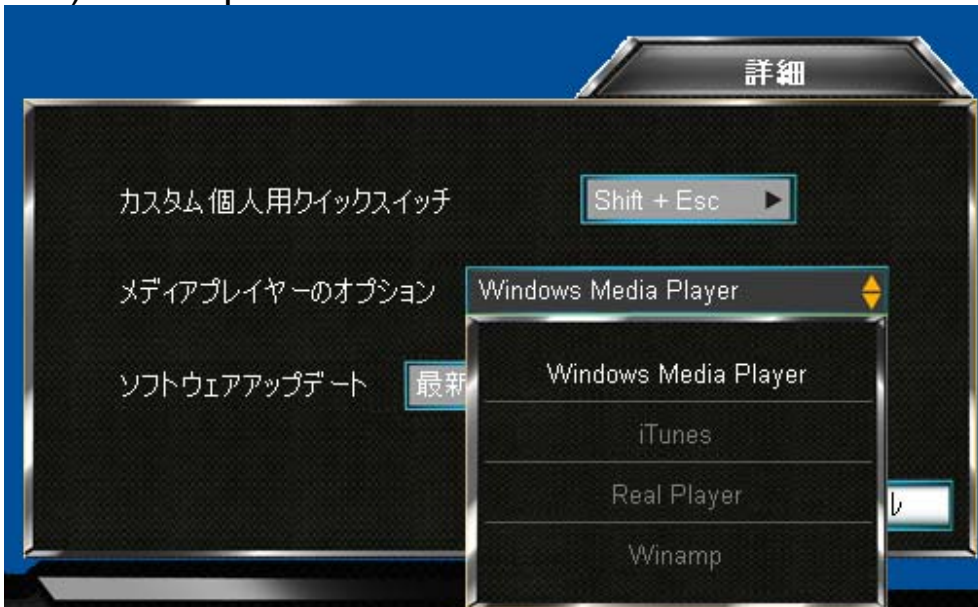 詳細
カスタム個人用クイックスイッチ
Shift + Esc
メディアプレイヤーのオプション
Windows Media Player
ソフトウェアアップデート
最新
Windows Media Player
iTunes
Real Player
Winamp
ル